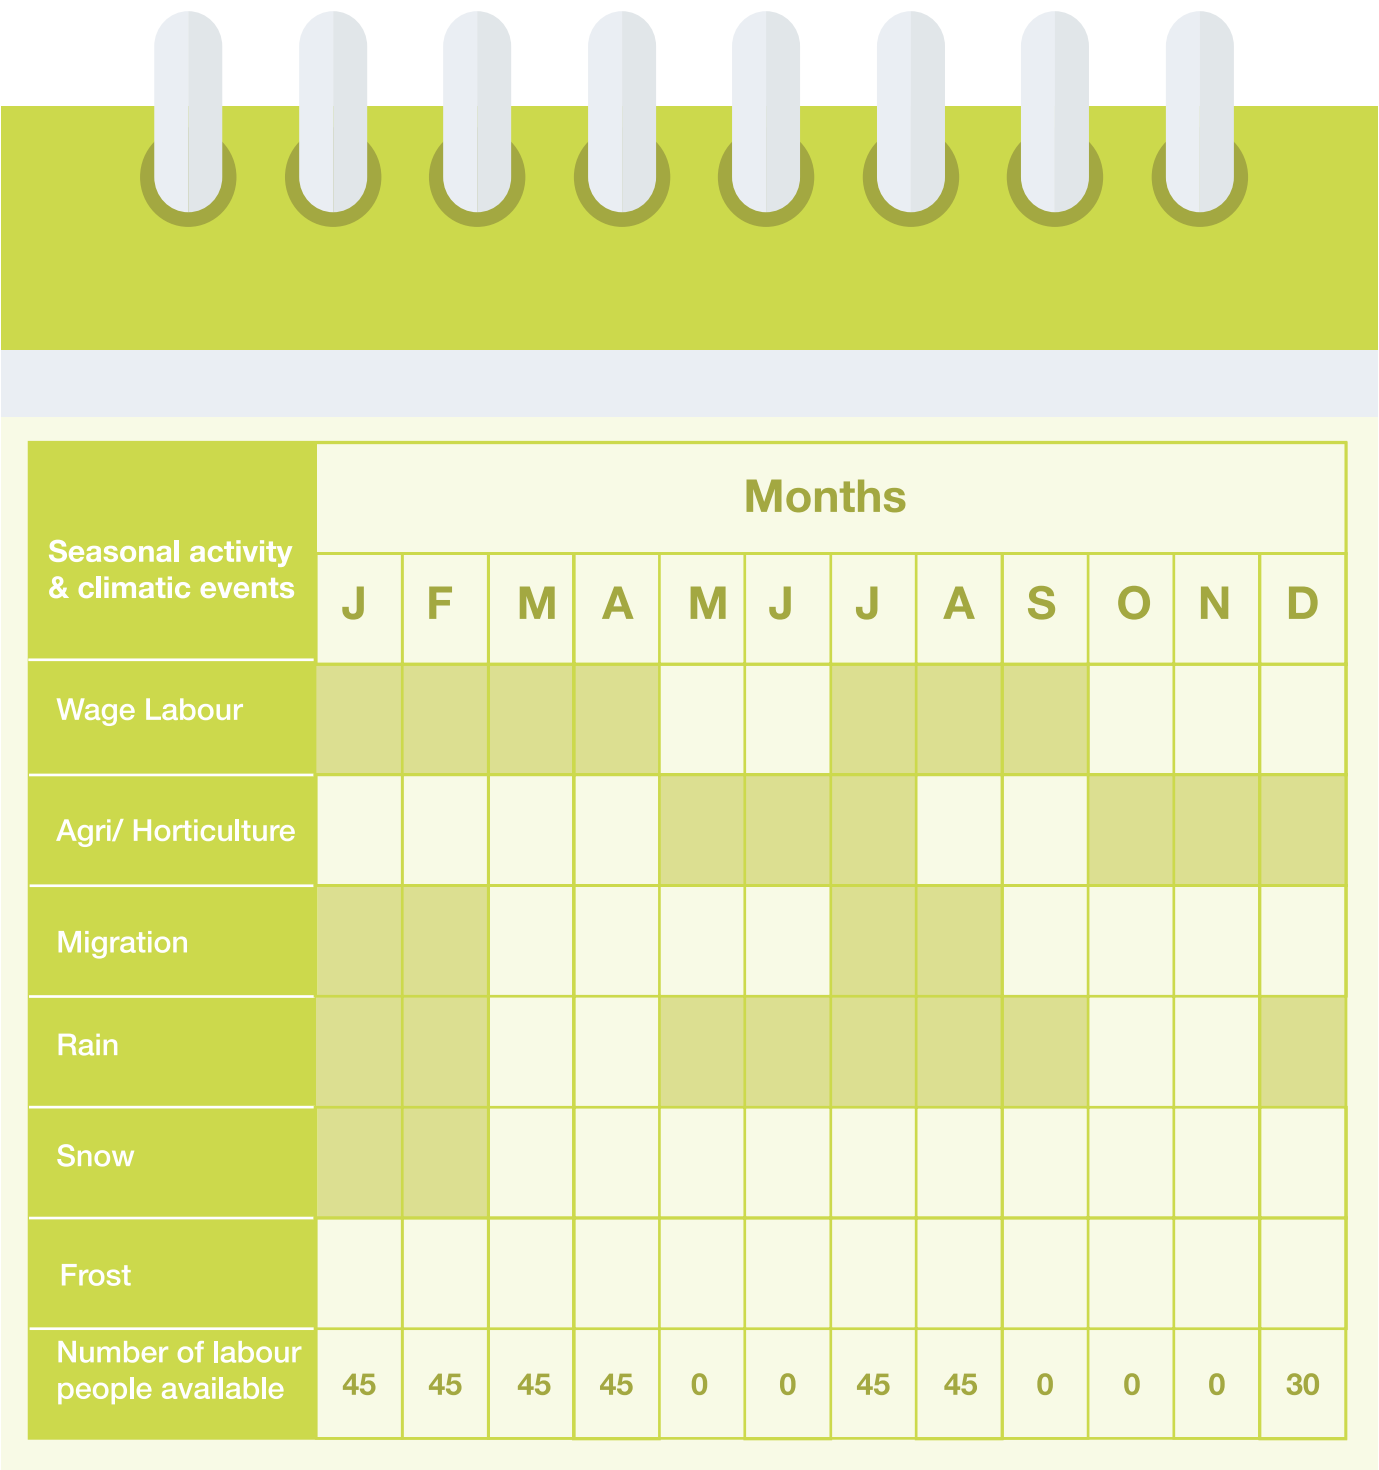 Months
Seasonal activity
& climatic events
J F M A M J J A S O N D
Wage Labour
Agri/ Horticulture
Migration
Rain
Snow
Frost
Number of labour
people available
45 45 45 45 0 0 45 45 0 0 0 30